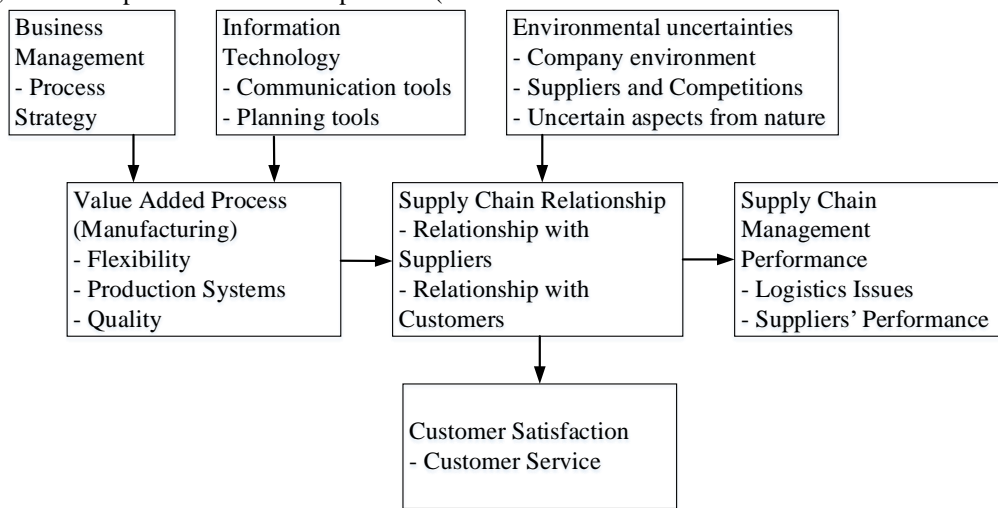 Business
Management
- Process
Strategy
Information
Technology
- Communication tools
- Planning tools
Environmental uncertainties
- Company environment
- Suppliers and Competitions
- Uncertain aspects from nature
Value Added Process
(Manufacturing)
- Flexibility
- Production Systems
- Quality
Supply Chain Relationship
- Relationship with
Suppliers
- Relationship with
Customers
Supply Chain
Management
Performance
- Logistics Issues
- Suppliers’ Performance
Customer Satisfaction
- Customer Service